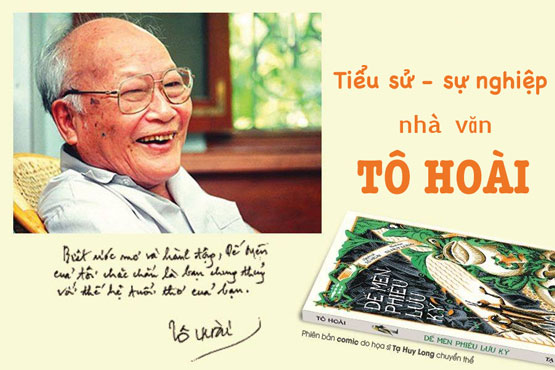 Tiểu sử – sự nghiệp
nhà văn
TÔ HOÀI
Biết ước mơ và hành động, Dế Mèn
của tôi chắc chắn là bạn chung thủy
với thế hệ tuổi thơ của bạn.
Tô Hoài
DẾ MÈN
PHIÊU
LƯU
KÝ
TÔ HOÀI
DẾ MÈN PHIÊU LƯU KÝ
TẠ
Phiên bản comic do họa sĩ Tạ Huy Long chuyển thể